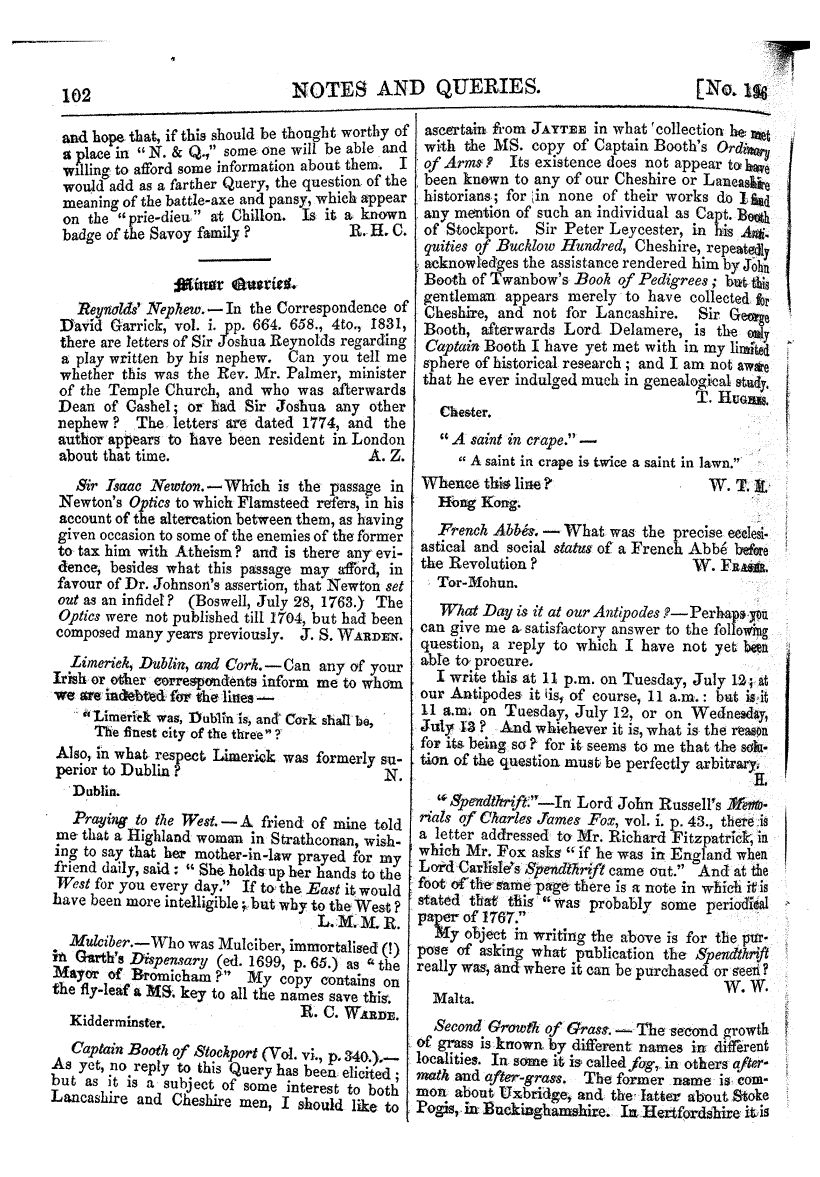 102
NOTES AND QUERIES.
[No. 196
and hope that, if this should be thought worthy of
a place in "N. & Q.," some one will be able and
willing to afford some information about them. I
would add as a farther Query, the question of the
meaning of the battle-axe and pansy, which appear
on the "prie-dieu" at Chillon. Is it a known
badge of the Savoy family? R. H. C.
Minor Queries.
Reynolds' Nephew.—In the Correspondence of
David Garrick, vol. i. pp. 664. 658., 4to., 1831,
there are letters of Sir Joshua Reynolds regarding
a play written by his nephew. Can you tell me
whether this was the Rev. Mr. Palmer, minister
of the Temple Church, and who was afterwards
Dean of Cashel; or had Sir Joshua any other
nephew? The letters are dated 1774, and the
author appears to have been resident in London
about that time. A. Z.
Sir Isaac Newton.—Which is the passage in
Newton's Optics to which Flamsteed refers, in his
account of the altercation between them, as having
given occasion to some of the enemies of the former
to tax him with Atheism? and is there any evi-
dence, besides what this passage may afford, in
favour of Dr. Johnson's assertion, that Newton set
out as an infidel? (Boswell, July 28, 1763.) The
Optics were not published till 1704, but had been
composed many years previously. J. S. WARDEN.
Limerick, Dublin, and Cork.—Can any of your
Irish or other correspondents inform me to whom
we are indebted for the lines—
"Limerick was, Dublin is, and Cork shall be,
The finest city of the three"?
Also, in what respect Limerick was formerly su-
perior to Dublin? N.
Dublin.
Praying to the West.—A friend of mine told
me that a Highland woman in Strathconan, wish-
ing to say that her mother-in-law prayed for my
friend daily, said: "She holds up her hands to the
West for you every day." If to the East it would
have been more intelligible; but why to the West?
L. M. M. R.
Mulciber.—Who was Mulciber, immortalised (!)
in Garth's Dispensary (ed. 1699, p. 65.) as "the
Mayor of Bromicham?" My copy contains on
the fly-leaf a MS. key to all the names save this.
R. C. WARDE.
Kidderminster.
Captain Booth of Stockport (Vol. vi., p. 340.).—
As yet, no reply to this Query has been elicited;
but as it is a subject of some interest to both
Lancashire and Cheshire men, I should like to
ascertain from JAYTEE in what collection he met
with the MS. copy of Captain Booth's Ordinary
of Arms? Its existence does not appear to have
been known to any of our Cheshire or Lancashire
historians; for in none of their works do I find
any mention of such an individual as Capt. Booth
of Stockport. Sir Peter Leycester, in his Anti-
quities of Bucklow Hundred, Cheshire, repeatedly
acknowledges the assistance rendered him by John
Booth of Twanbow's Book of Pedigrees; but this
gentleman appears merely to have collected for
Cheshire, and not for Lancashire. Sir George
Booth, afterwards Lord Delamere, is the only
Captain Booth I have yet met with in my limited
sphere of historical research; and I am not aware
that he ever indulged much in genealogical study.
T. HUGHES.
Chester.
"A saint in crape."—
"A saint in crape is twice a saint in lawn."
Whence this line? W. T. M.
Hong Kong.
French Abbés.—What was the precise ecclesi-
astical and social status of a French Abbé before
the Revolution? W. FRASER.
Tor-Mohun.
What Day is it at our Antipodes?—Perhaps you
can give me a satisfactory answer to the following
question, a reply to which I have not yet been
able to procure.
I write this at 11 p.m. on Tuesday, July 12; at
our Antipodes it is, of course, 11 a.m.: but is it
11 a.m. on Tuesday, July 12, or on Wednesday,
July 13? And whichever it is, what is the reason
for its being so? for it seems to me that the solu-
tion of the question must be perfectly arbitrary.
H.
"Spendthrift."—In Lord John Russell's Memo-
rials of Charles James Fox, vol. i. p. 43., there is
a letter addressed to Mr. Richard Fitzpatrick, in
which Mr. Fox asks "if he was in England when
Lord Carlisle's Spendthrift came out." And at the
foot of the same page there is a note in which it is
stated that this "was probably some periodical
paper of 1767."
My object in writing the above is for the pur-
pose of asking what publication the Spendthrift
really was, and where it can be purchased or seen?
W. W.
Malta.
Second Growth of Grass.—The second growth
of grass is known by different names in different
localities. In some it is called fog, in others after-
math and after-grass. The former name is com-
mon about Uxbridge, and the latter about Stoke
Pogis, in Buckinghamshire. In Hertfordshire it is